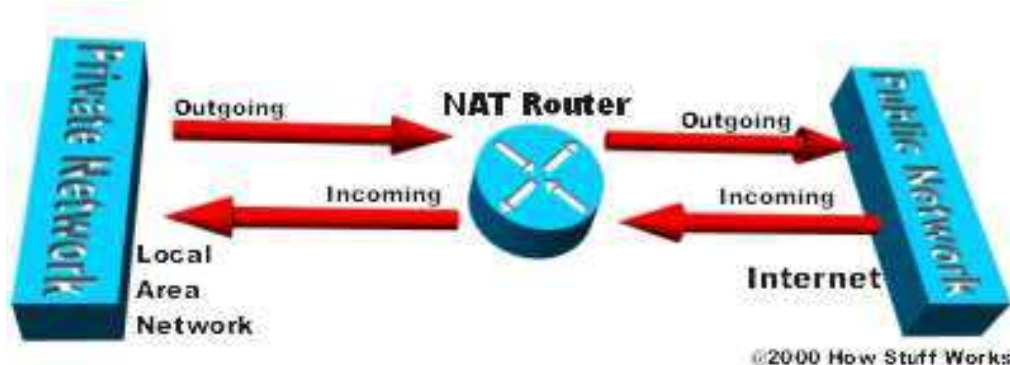 Private Network
Outgoing
Incoming
Local
Area
Network
NAT Router
Outgoing
Incoming
Internet
Public Network
©2000 How Stuff Works